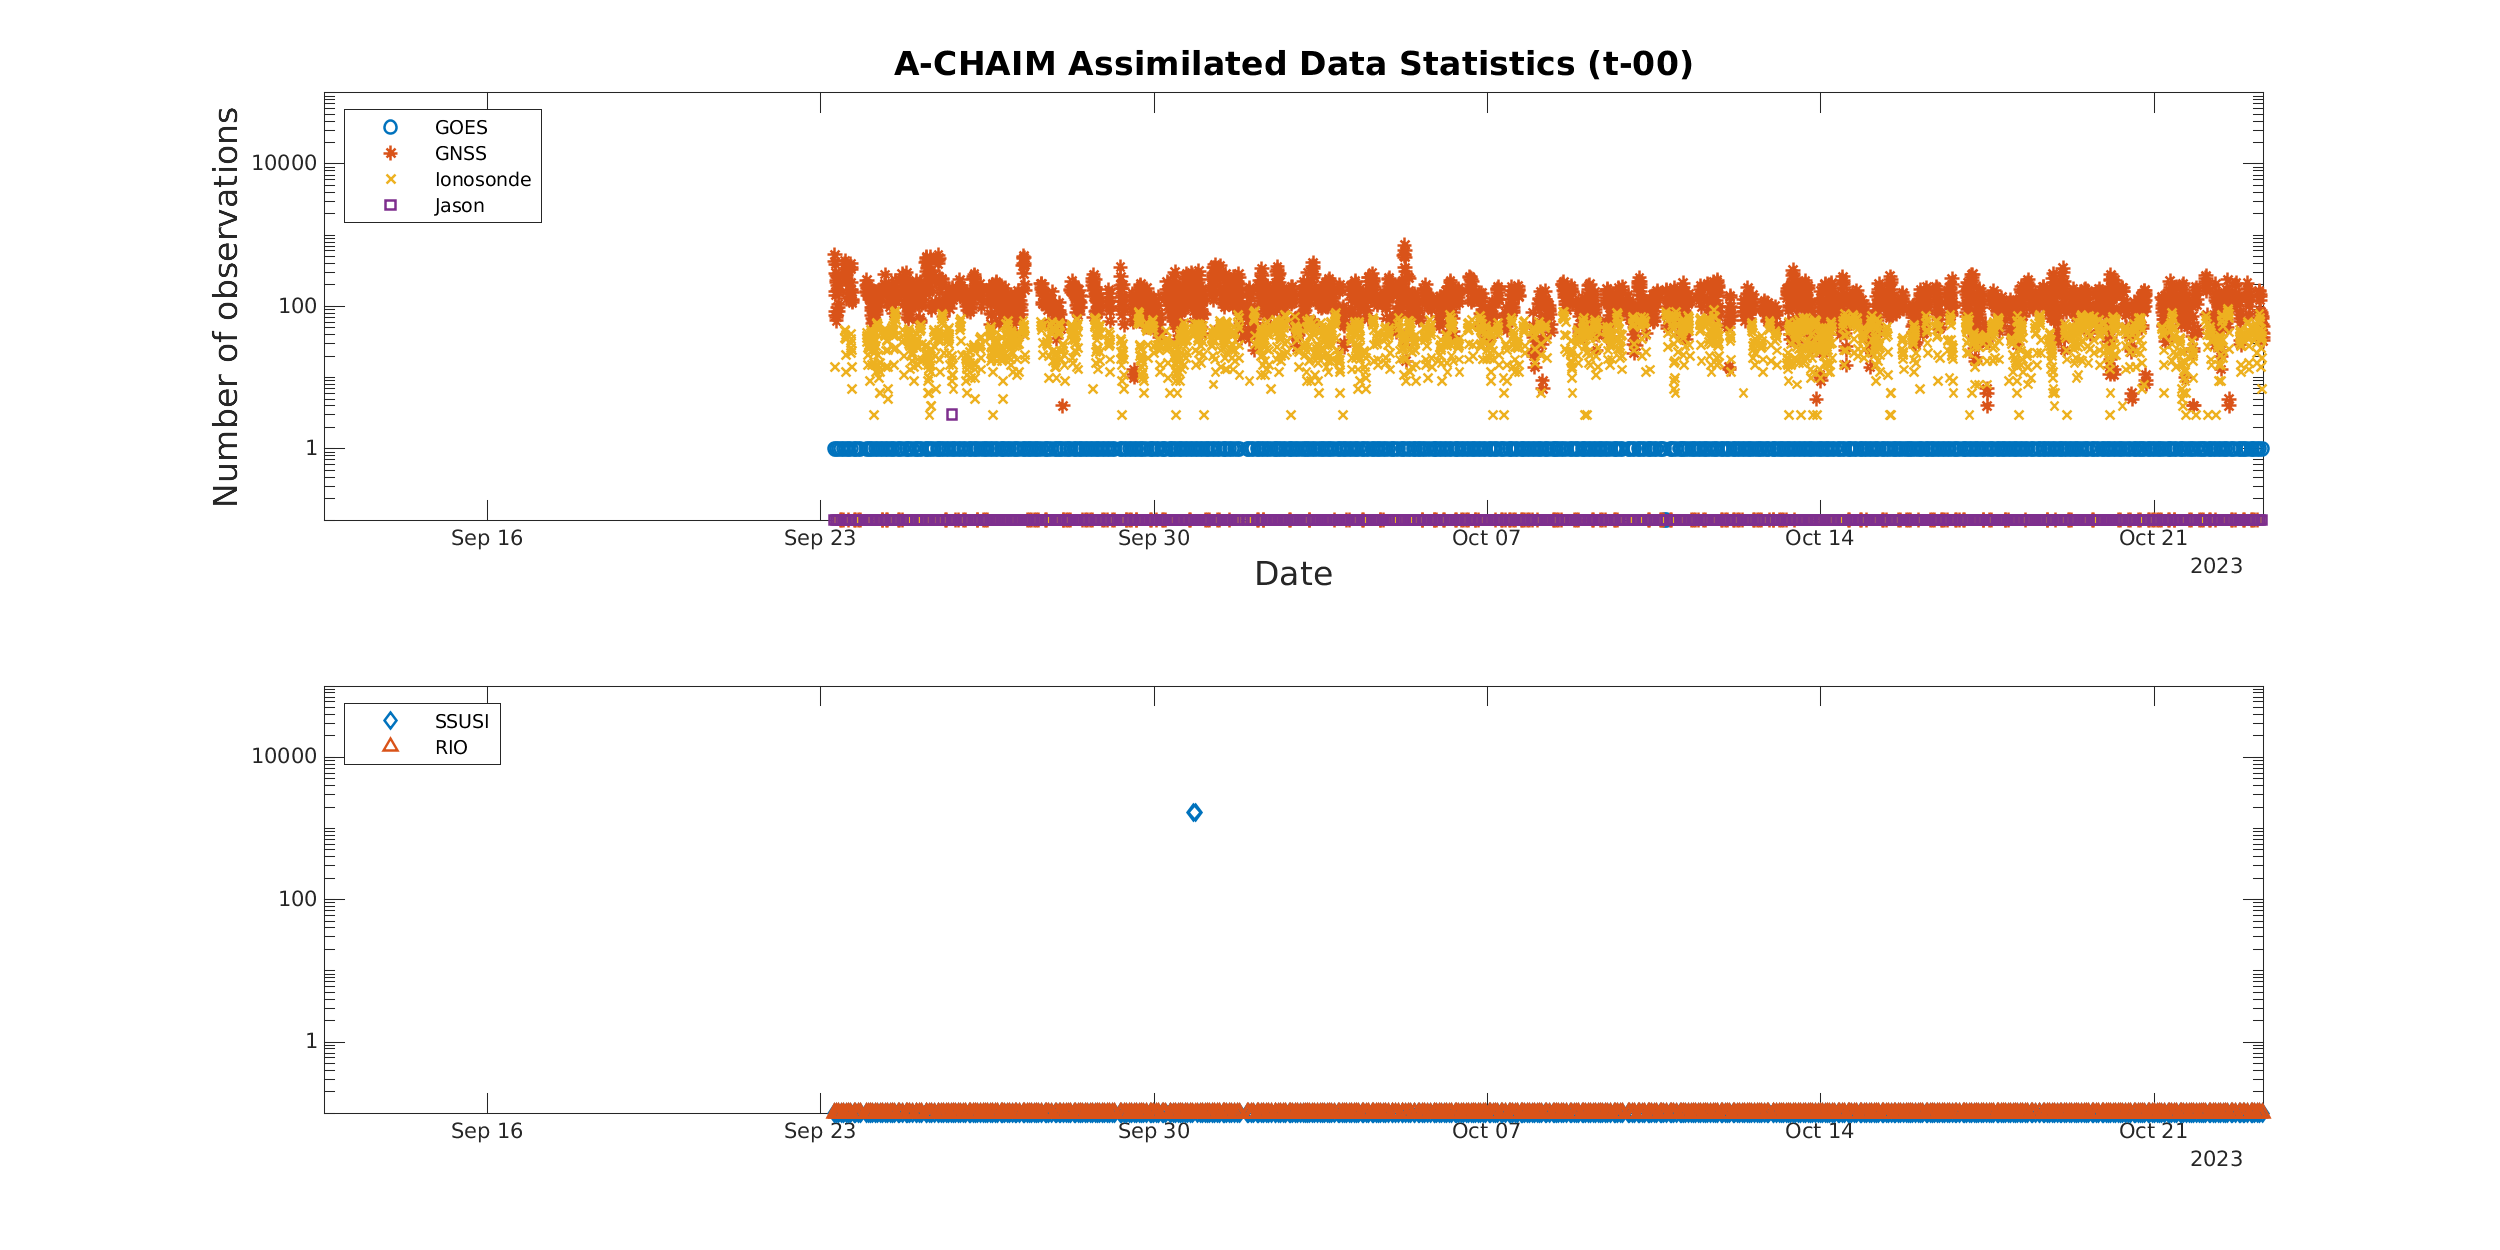 A-CHAIM Assimilated Data Statistics (t-00)
Number of observations
GOES
GNSS
Ionosonde
Jason
10000
100
1
Sep 16 Sep 23 Sep 30 Oct 07 Oct 14 Oct 21
2023
Date
SSUSI
RIO
10000
100
1
Sep 16 Sep 23 Sep 30 Oct 07 Oct 14 Oct 21
2023